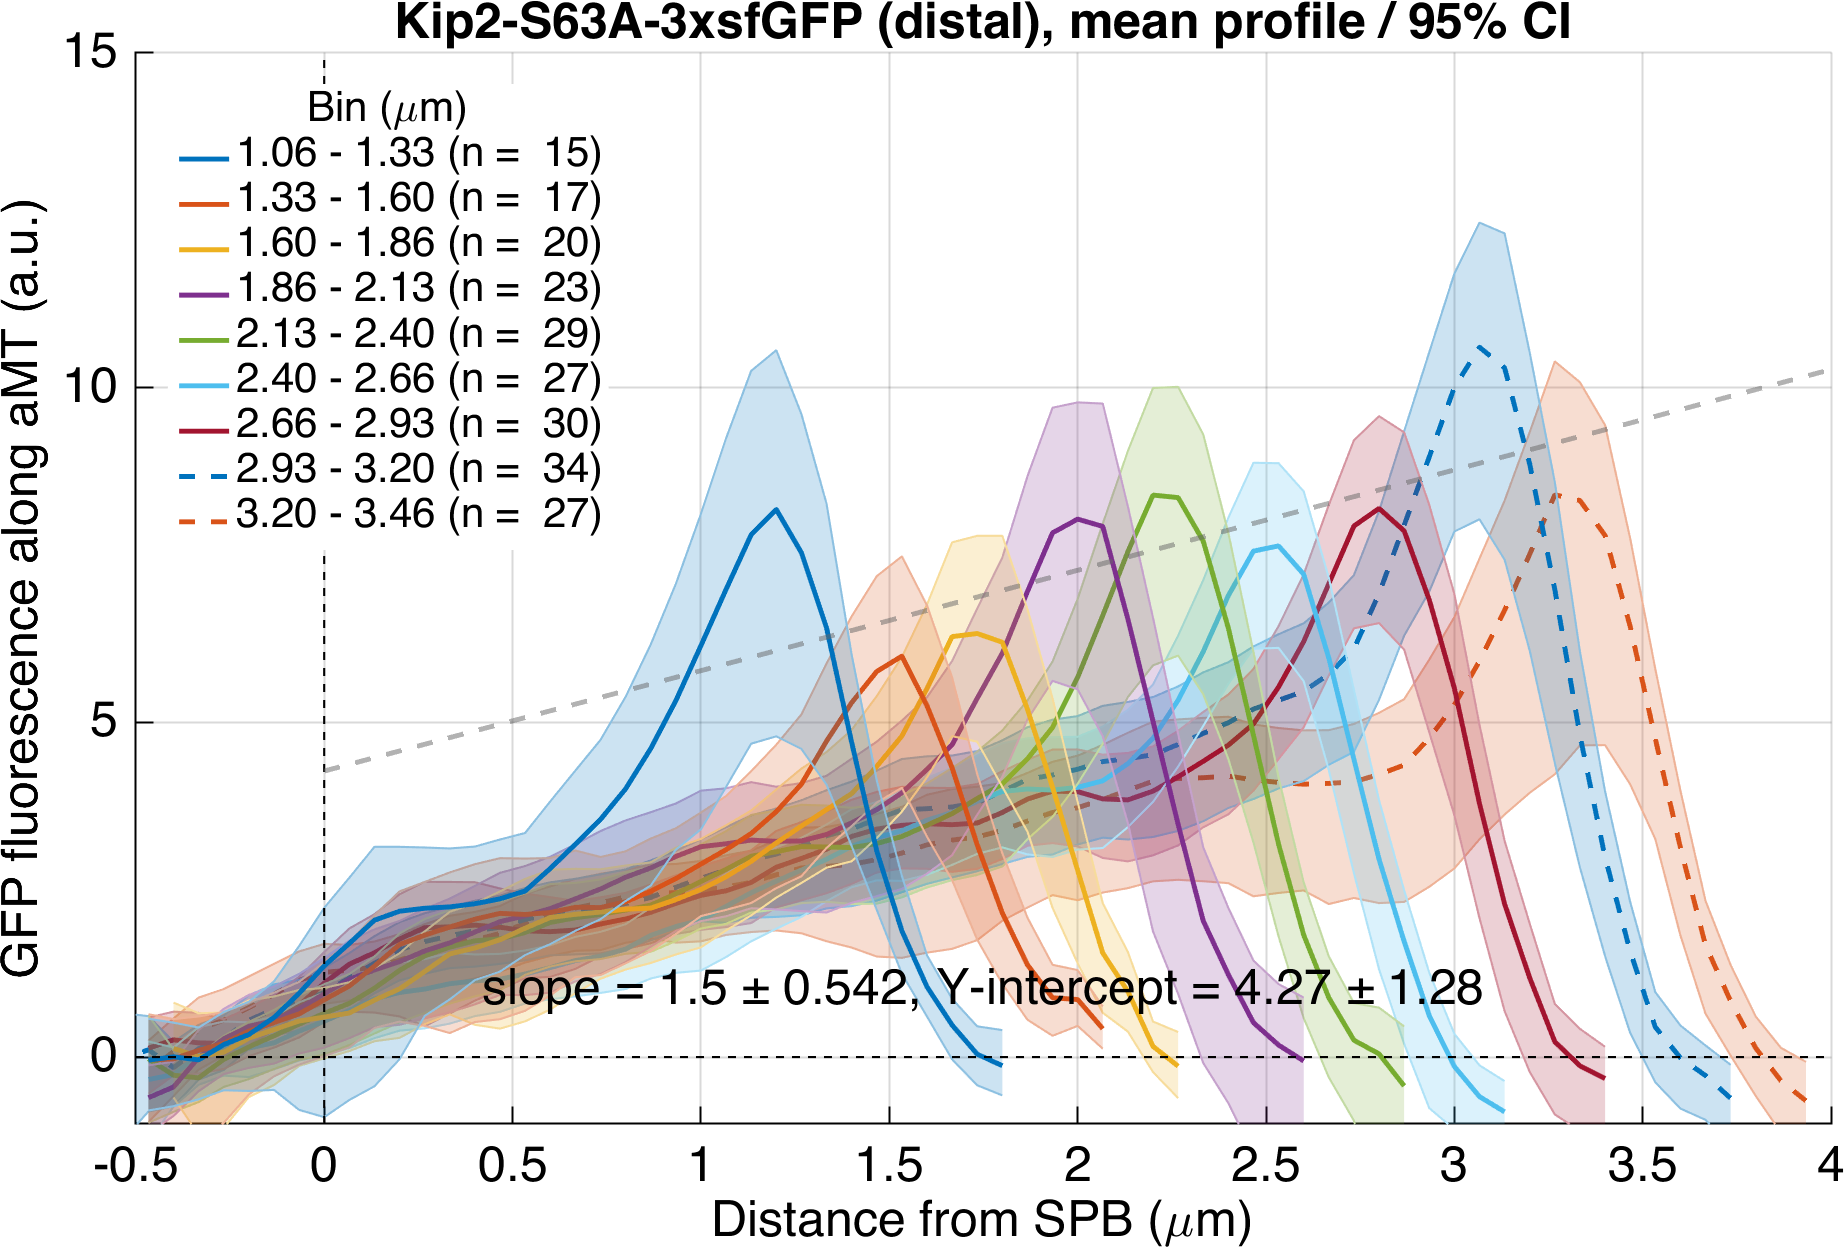 Kip2-S63A-3xsfGFP (distal), mean profile / 95% CI
15
10
5
0
GFP fluorescence along aMT (a.u.)
Bin (μm)
1.06 - 1.33 (n = 15)
1.33 - 1.60 (n = 17)
1.60 - 1.86 (n = 20)
1.86 - 2.13 (n = 23)
2.13 - 2.40 (n = 29)
2.40 - 2.66 (n = 27)
2.66 - 2.93 (n = 30)
2.93 - 3.20 (n = 34)
3.20 - 3.46 (n = 27)
slope = 1.5 ± 0.542, Y-intercept = 4.27 ± 1.28
-0.5 0 0.5 1 1.5 2 2.5 3 3.5 4
Distance from SPB (μm)